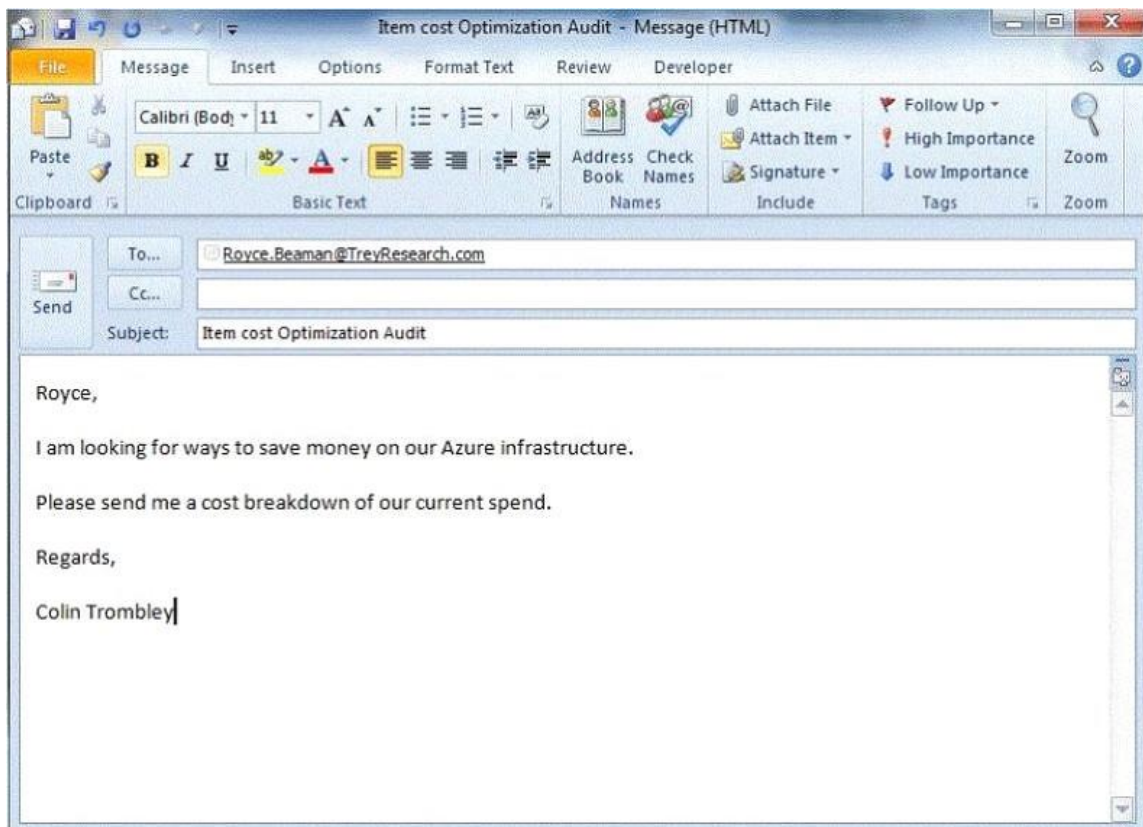 Item cost Optimization Audit - Message (HTML)
File Message Insert Options Format Text Review Developer
Paste
Clipboard
Calibri (Body 11
B I U
Basic Text
Address Book
Check Names
Names
Attach File
Attach Item
Signature
Include
Follow Up
High Importance
Low Importance
Tags
Zoom
Zoom
Send
To... Royce.Beaman@TreyResearch.com
Cc...
Subject: Item cost Optimization Audit
Royce,
I am looking for ways to save money on our Azure infrastructure.
Please send me a cost breakdown of our current spend.
Regards,
Colin Trombley